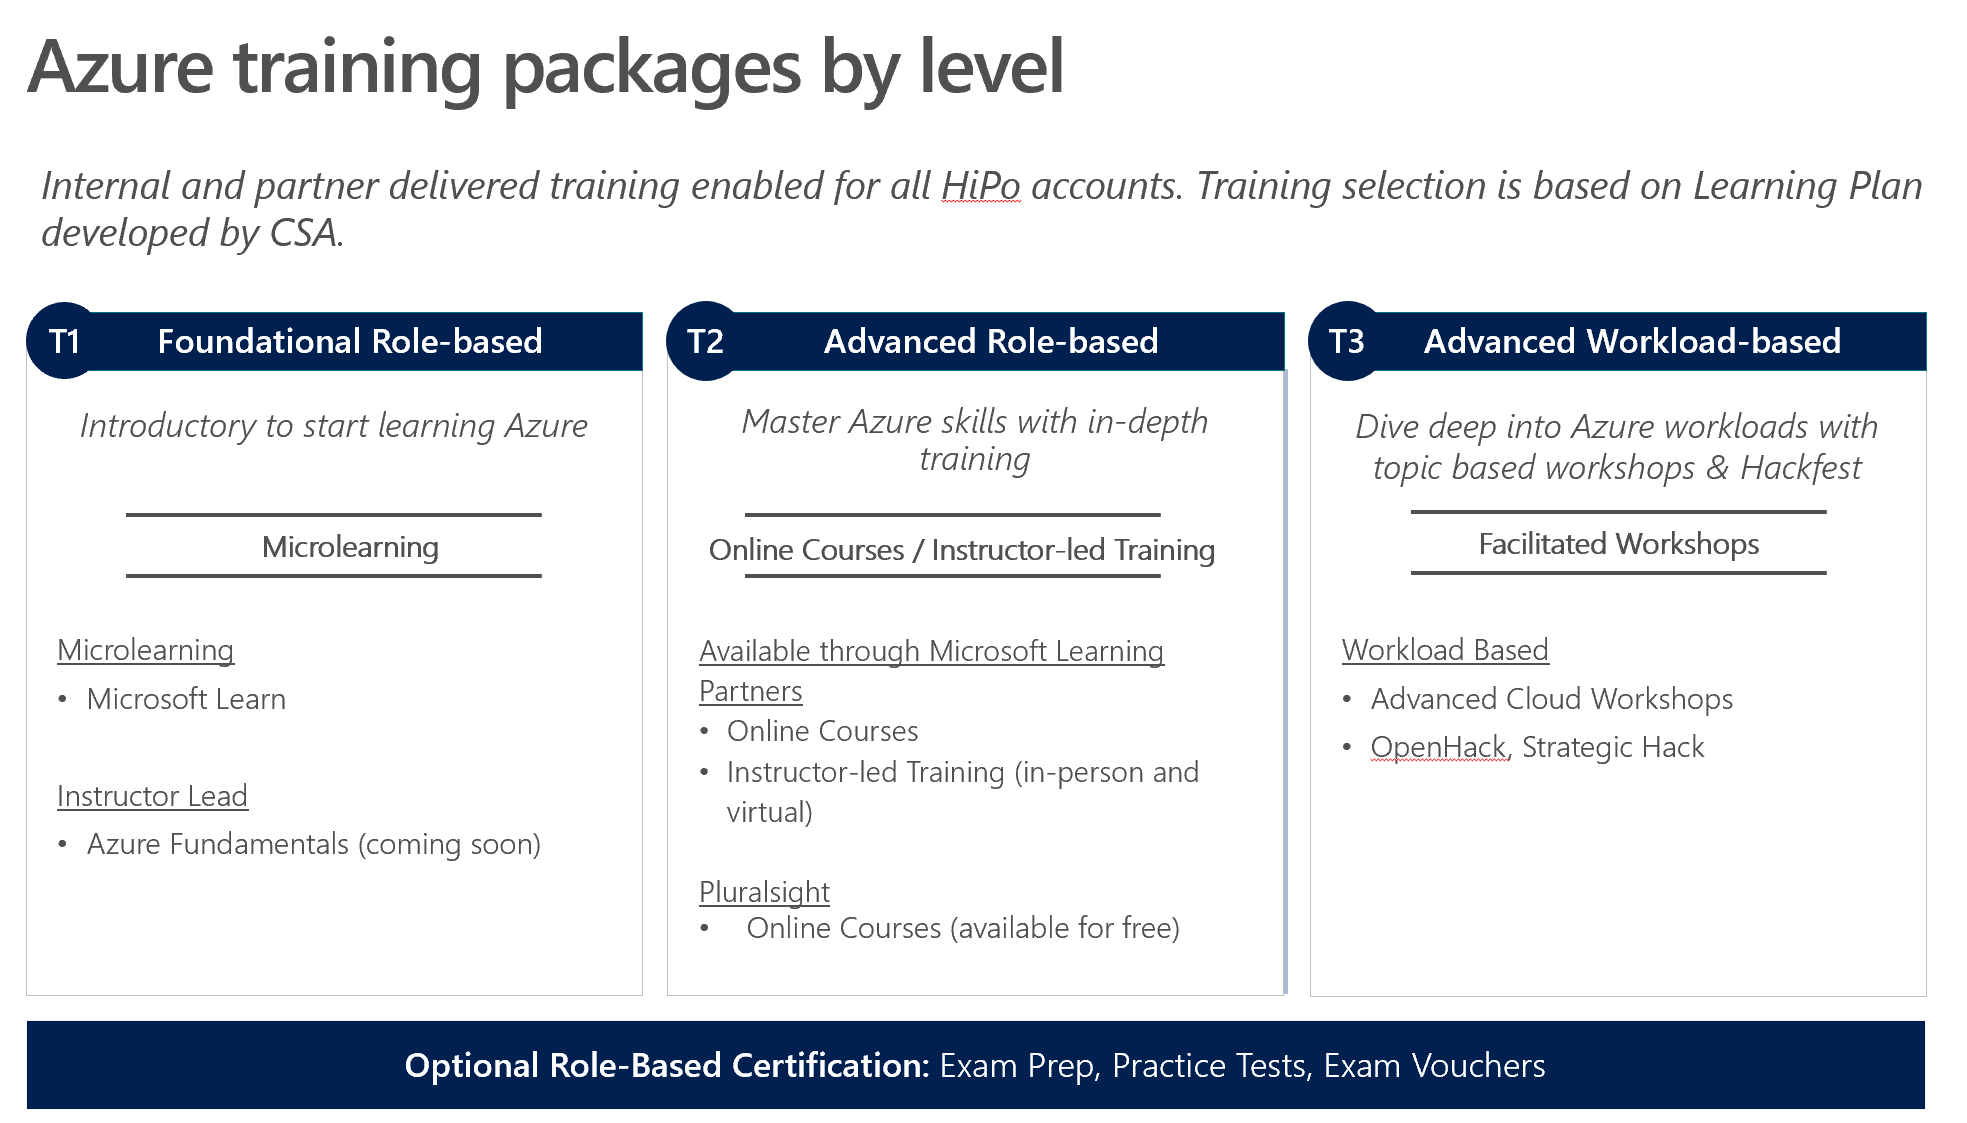 Azure training packages by level
Internal and partner delivered training enabled for all HiPo accounts. Training selection is based on Learning Plan
developed by CSA.
T1
Foundational Role-based
Introductory to start learning Azure
Microlearning
Microlearning
• Microsoft Learn
Instructor Lead
• Azure Fundamentals (coming soon)
T2
Advanced Role-based
Master Azure skills with in-depth
training
Online Courses / Instructor-led Training
Available through Microsoft Learning
Partners
• Online Courses
• Instructor-led Training (in-person and
virtual)
Pluralsight
• Online Courses (available for free)
T3
Advanced Workload-based
Dive deep into Azure workloads with
topic based workshops & Hackfest
Facilitated Workshops
Workload Based
• Advanced Cloud Workshops
• OpenHack, Strategic Hack
Optional Role-Based Certification: Exam Prep, Practice Tests, Exam Vouchers